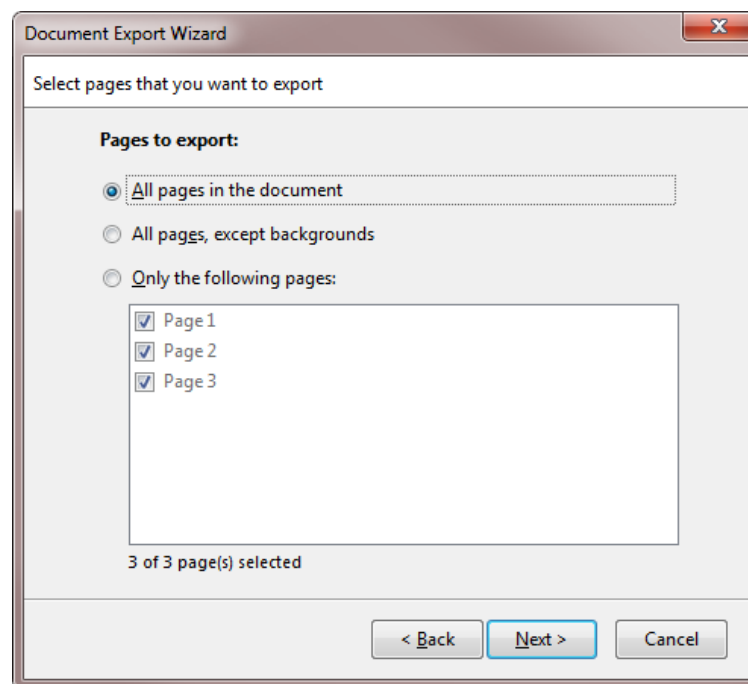 Document Export Wizard
Select pages that you want to export
Pages to export:
All pages in the document
All pages, except backgrounds
Only the following pages:
Page 1
Page 2
Page 3
3 of 3 page(s) selected
< Back Next > Cancel